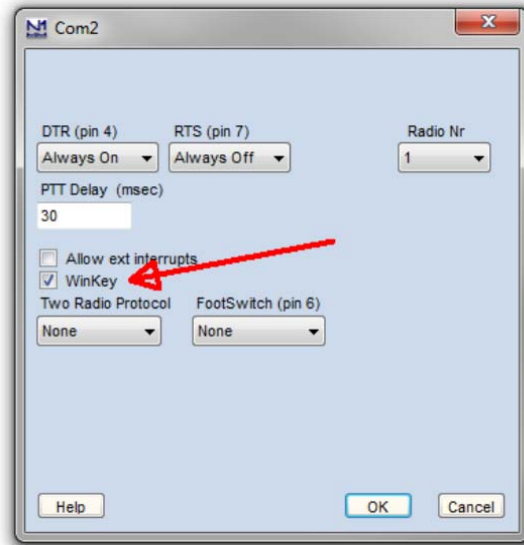 Com2
DTR (pin 4) RTS (pin 7) Radio Nr
Always On Always Off 1
PTT Delay (msec)
30
Allow ext interrupts
WinKey
Two Radio Protocol FootSwitch (pin 6)
None None
Help OK Cancel